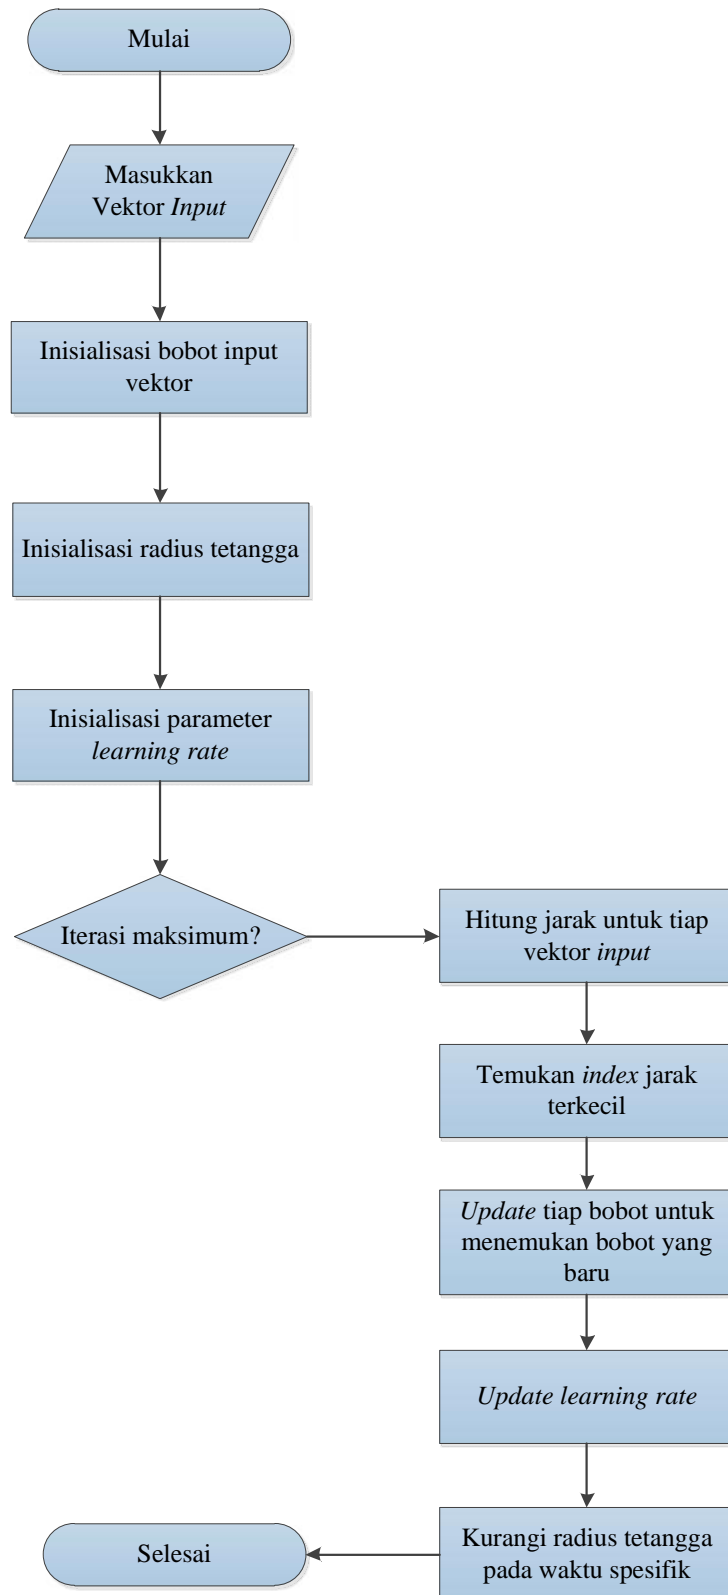 Mulai
Masukkan
Vektor Input
Inisialisasi bobot input
vektor
Inisialisasi radius tetangga
Inisialisasi parameter
learning rate
Iterasi maksimum?
Hitung jarak untuk tiap
vektor input
Temukan index jarak
terkecil
Update tiap bobot untuk
menemukan bobot yang
baru
Update learning rate
Kurangi radius tetangga
pada waktu spesifik
Selesai